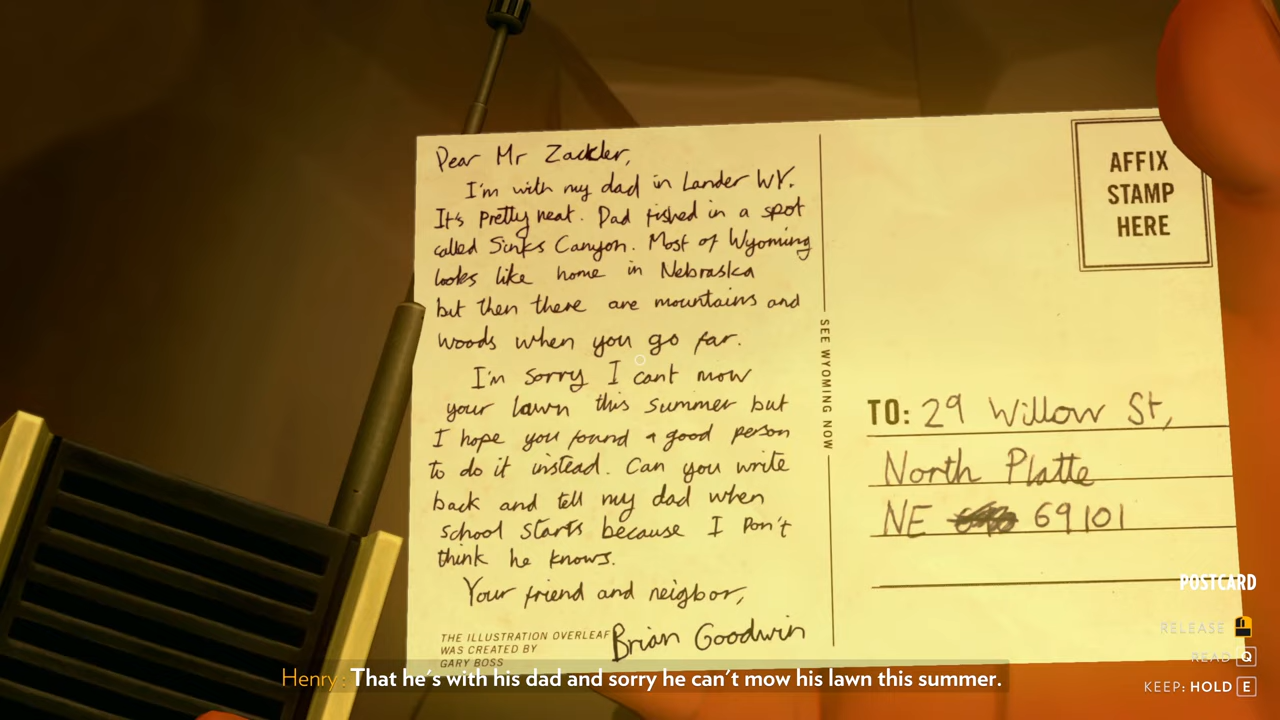 Dear Mr Zackler,
I'm with my dad in Lander WY.
It's Pretty neat. Dad fished in a spot
called Sinks Canyon. Most of Wyoming
looks like home in Nebraska
but then there are mountains and
woods when you go far.
I'm sorry I cant mow
your lawn this summer but
I hope you found a good person
to do it instead. Can you write
back and tell my dad when
school starts because I Don't
think he knows.
Your friend and neigbor,
Brian Goodwin
THE ILLUSTRATION OVERLEAF
WAS CREATED BY
GARY BOSS
SEE WYOMING NOW
AFFIX
STAMP
HERE
TO: 29 Willow St,
North Platte
NE 69101
POSTCARD
RELEASE
READ Q
KEEP: HOLD E
Henry: That he's with his dad and sorry he can't mow his lawn this summer.